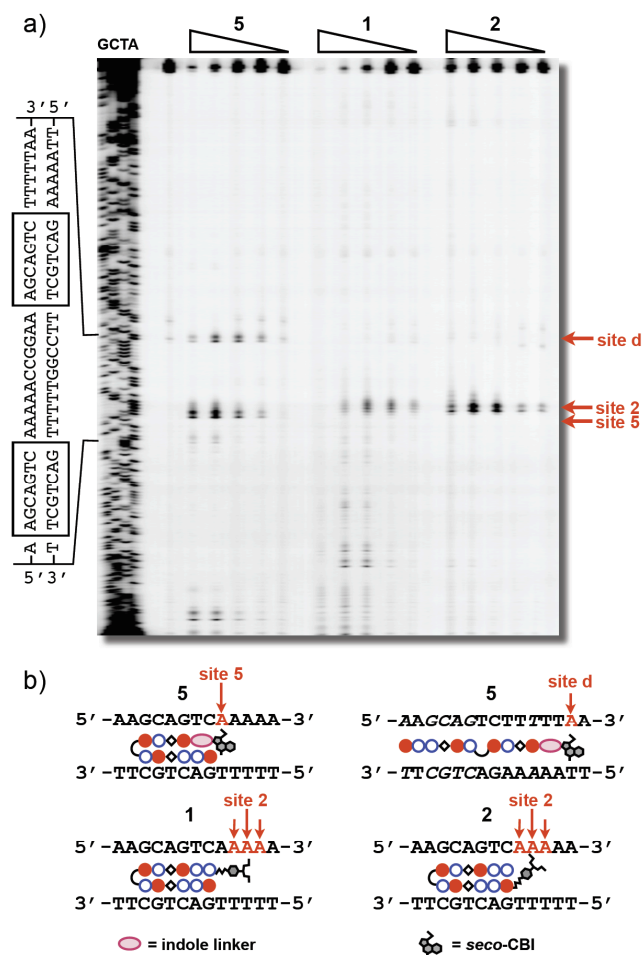 a)
5 1 2
GCTA
3' 5'
A AGCAGTC AAAAACCGGAA AGCAGTC TTTTTAA
T TCGTCAG TTTTTGGCCTT TCGTCAG AAAAATT
5' 3'
site d
site 2
site 5
b)
site 5
5
5'-AAGCAGTCAAAAA-3'
3'-TTCGTCAGTTTTT-5'
site d
5
5'-AAGCAGTCTTTTTAA-3'
3'-TTCGTCAGAAAAATT-5'
site 2
1
5'-AAGCAGTCAAAAA-3'
3'-TTCGTCAGTTTTT-5'
site 2
2
5'-AAGCAGTCAAAAA-3'
3'-TTCGTCAGTTTTT-5'
= indole linker
= seco-CBI